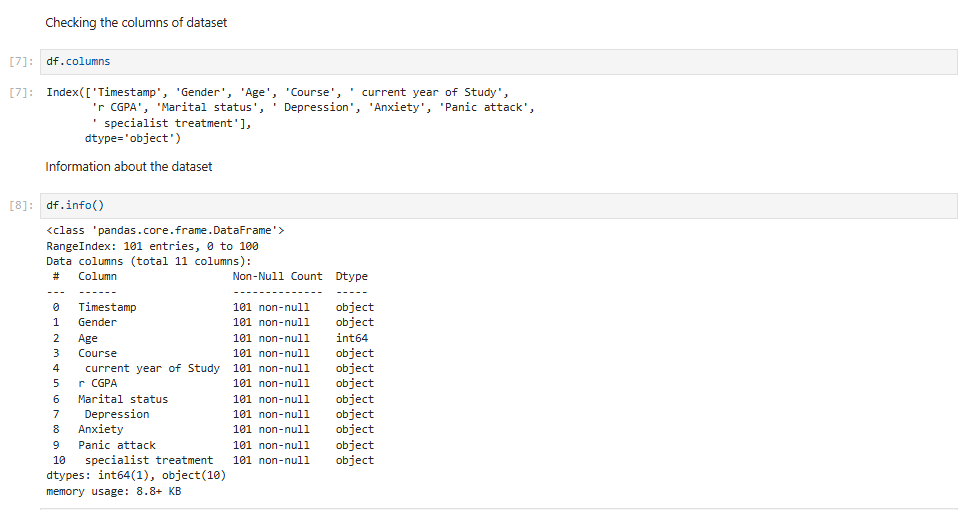 Checking the columns of dataset
[7]: df.columns
[7]: Index(['Timestamp', 'Gender', 'Age', 'Course', ' current year of Study',
       'r CGPA', 'Marital status', ' Depression', 'Anxiety', 'Panic attack',
       ' specialist treatment'],
      dtype='object')
Information about the dataset
[8]: df.info()
<class 'pandas.core.frame.DataFrame'>
RangeIndex: 101 entries, 0 to 100
Data columns (total 11 columns):
 #   Column                  Non-Null Count  Dtype
---  ------                  --------------  -----
 0   Timestamp               101 non-null    object
 1   Gender                  101 non-null    object
 2   Age                     101 non-null    int64
 3   Course                  101 non-null    object
 4    current year of Study  101 non-null    object
 5   r CGPA                  101 non-null    object
 6   Marital status          101 non-null    object
 7    Depression             101 non-null    object
 8   Anxiety                 101 non-null    object
 9   Panic attack            101 non-null    object
 10   specialist treatment   101 non-null    object
dtypes: int64(1), object(10)
memory usage: 8.8+ KB